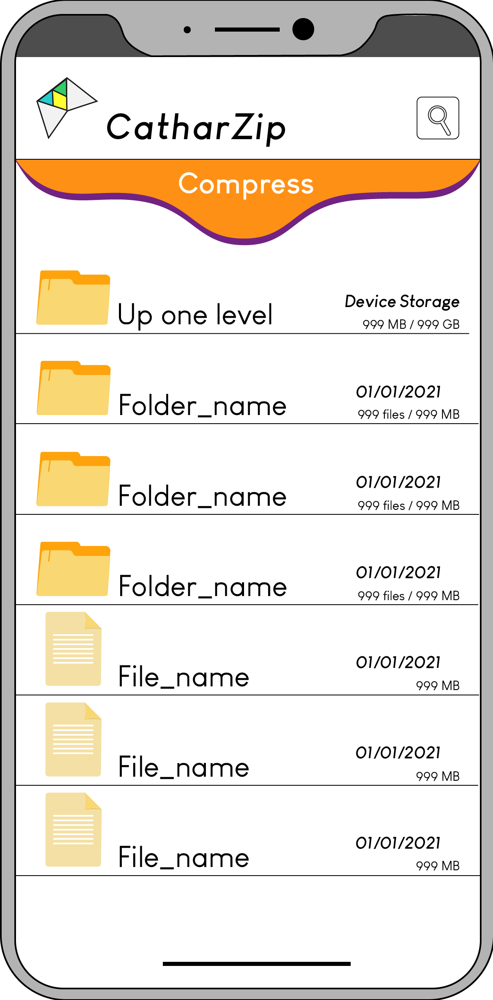 CatharZip
Compress
Up one level
Device Storage
999 MB / 999 GB
Folder_name
01/01/2021
999 files / 999 MB
Folder_name
01/01/2021
999 files / 999 MB
Folder_name
01/01/2021
999 files / 999 MB
File_name
01/01/2021
999 MB
File_name
01/01/2021
999 MB
File_name
01/01/2021
999 MB